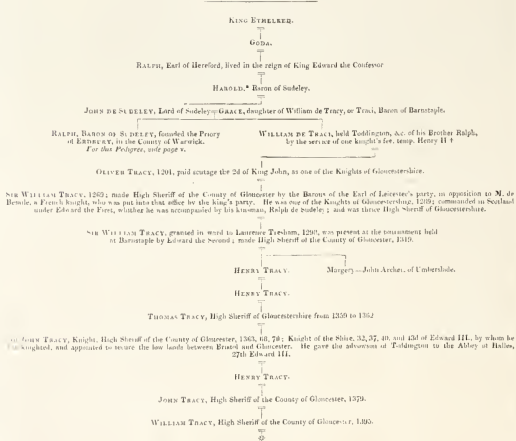 KING ETHELRED.
GODA.
RALPH, Earl of Hereford, lived in the reign of King Edward the Confessor
HAROLD,* Baron of Sudeley.
JOHN DE SUDELEY, Lord of Sudeley=GRACE, daughter of William de Tracy, or Traci, Baron of Barnstaple.
RALPH, BARON OF SUDELEY, founded the Priory
of ERDBURY, in the County of Warwick.
For this Pedigree, vide page v.
WILLIAM DE TRACI, held Toddington, &c. of his Brother Ralph,
by the service of one knight's fee, temp. Henry II †
OLIVER TRACY, 1201, paid scutage the 2d of King John, as one of the Knights of Gloucestershire.
SIR WILLIAM TRACY, 1269; made High Sheriff of the County of Gloucester by the Barons of the Earl of Leicester's party, in opposition to M. de
a French knight, who was put into that office by the king's party. He was one of the Knights of Gloucestershire, 1289; commanded in Scotland
under Edward the First, whither he was accompanied by his kinsman, Ralph de Sudeley; and was thrice High Sheriff of Gloucestershire.
SIR WILLIAM TRACY, granted in ward to Laurence Tresham, 1290, was present at the tournament held
at Barnstaple by Edward the Second; made High Sheriff of the County of Gloucester, 1319.
HENRY TRACY. Margery=John Archer, of Umbershole.
HENRY TRACY.
THOMAS TRACY, High Sheriff of Gloucestershire from 1359 to 1362
JOHN TRACY, Knight, High Sheriff of the County of Gloucester, 1363, 68, 70; Knight of the Shire, 32, 37, 40, and 43d of Edward III., by whom he
knighted, and appointed to secure the low lands between Bristol and Gloucester. He gave the advowson of Toddington to the Abbey of Hailes,
27th Edward III.
HENRY TRACY.
JOHN TRACY, High Sheriff of the County of Gloucester, 1379.
WILLIAM TRACY, High Sheriff of the County of Gloucester, 1395.